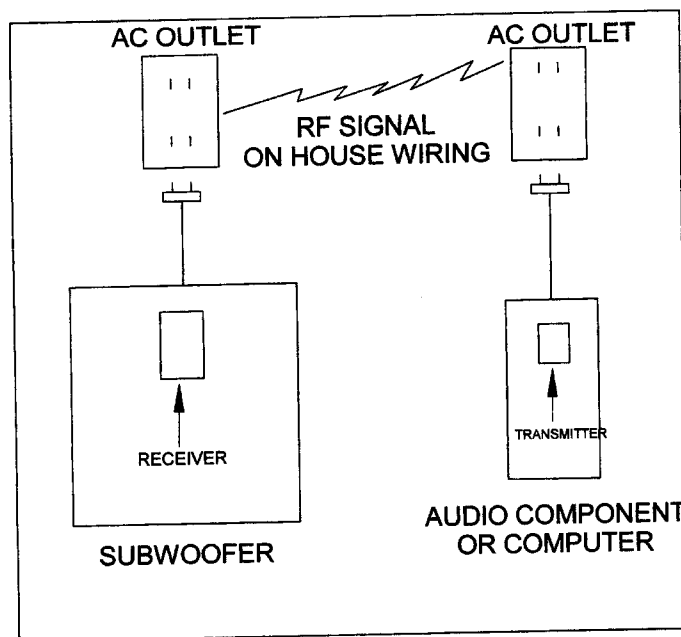 AC OUTLET
AC OUTLET
RF SIGNAL
ON HOUSE WIRING
RECEIVER
TRANSMITTER
SUBWOOFER
AUDIO COMPONENT
OR COMPUTER